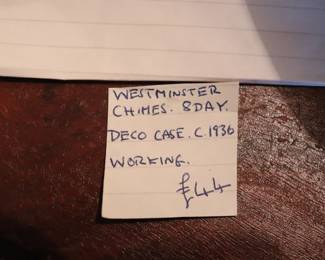 WESTMINSTER
CHIMES. 8DAY.
DECO CASE. C.1930
WORKING.
£44